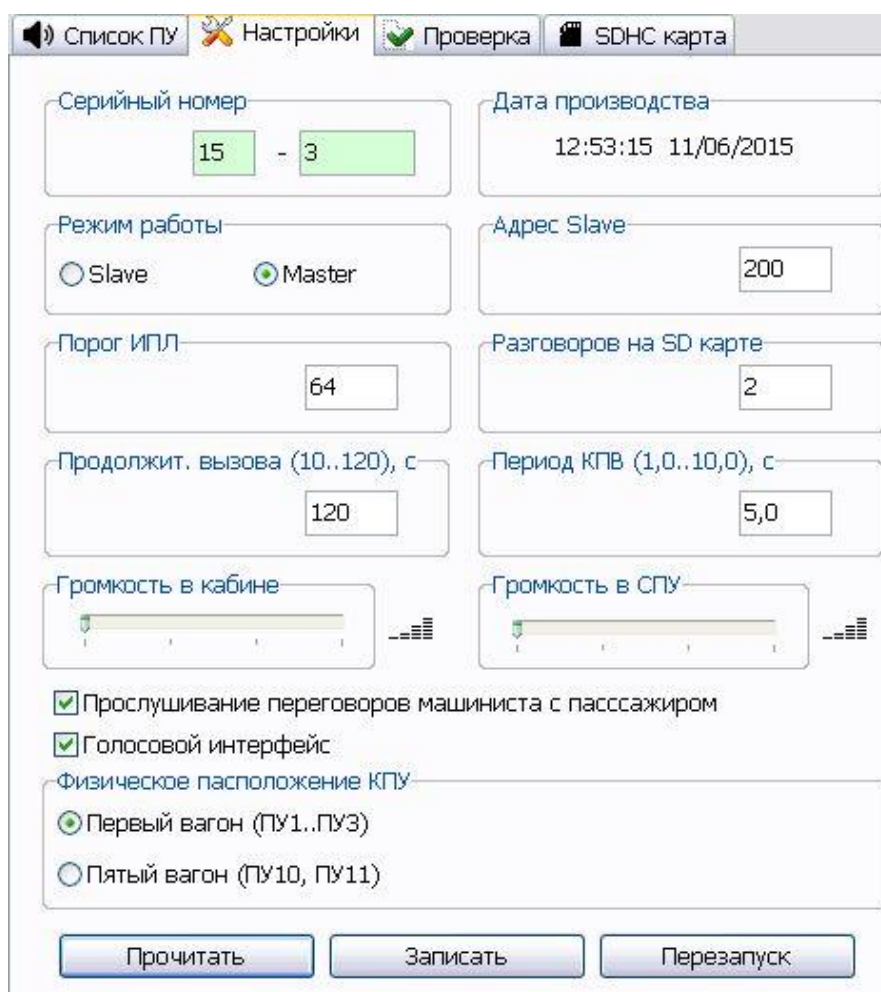 Список ПУ Настройки Проверка SDHC карта
Серийный номер Дата производства
15 - 3 12:53:15 11/06/2015
Режим работы Адрес Slave
Slave Master 200
Порог ИПЛ Разговоров на SD карте
64 2
Продолжит. вызова (10..120), с Период КПВ (1,0..10,0), с
120 5,0
Громкость в кабине Громкость в СПУ
Прослушивание переговоров машиниста с пасссажиром
Голосовой интерфейс
Физическое пасположение КПУ
Первый вагон (ПУ1..ПУ3)
Пятый вагон (ПУ10, ПУ11)
Прочитать Записать Перезапуск